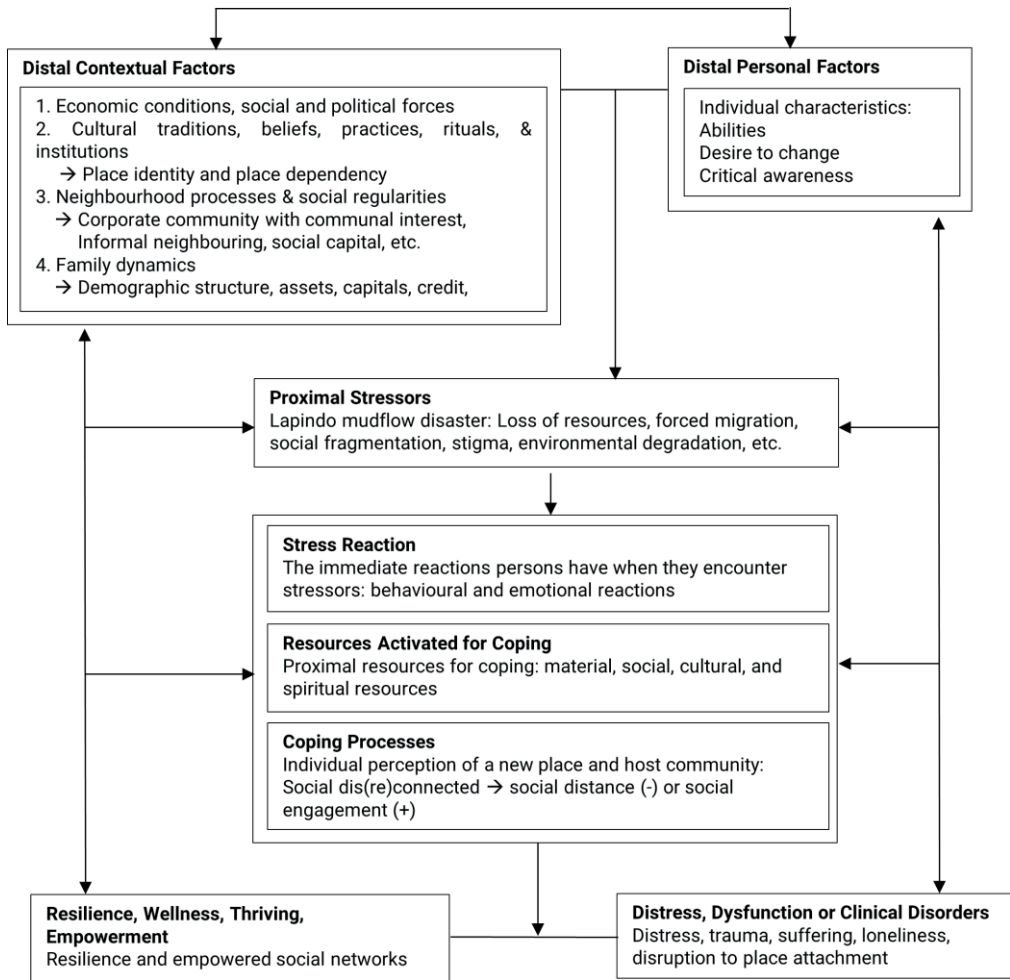 Distal Contextual Factors
1. Economic conditions, social and political forces
2. Cultural traditions, beliefs, practices, rituals, &
institutions
→ Place identity and place dependency
3. Neighbourhood processes & social regularities
→ Corporate community with communal interest,
Informal neighbouring, social capital, etc.
4. Family dynamics
→ Demographic structure, assets, capitals, credit,
Distal Personal Factors
Individual characteristics:
Abilities
Desire to change
Critical awareness
Proximal Stressors
Lapindo mudflow disaster: Loss of resources, forced migration,
social fragmentation, stigma, environmental degradation, etc.
Stress Reaction
The immediate reactions persons have when they encounter
stressors: behavioural and emotional reactions
Resources Activated for Coping
Proximal resources for coping: material, social, cultural, and
spiritual resources
Coping Processes
Individual perception of a new place and host community:
Social dis(re)connected → social distance (-) or social
engagement (+)
Resilience, Wellness, Thriving,
Empowerment
Resilience and empowered social networks
Distress, Dysfunction or Clinical Disorders
Distress, trauma, suffering, loneliness,
disruption to place attachment